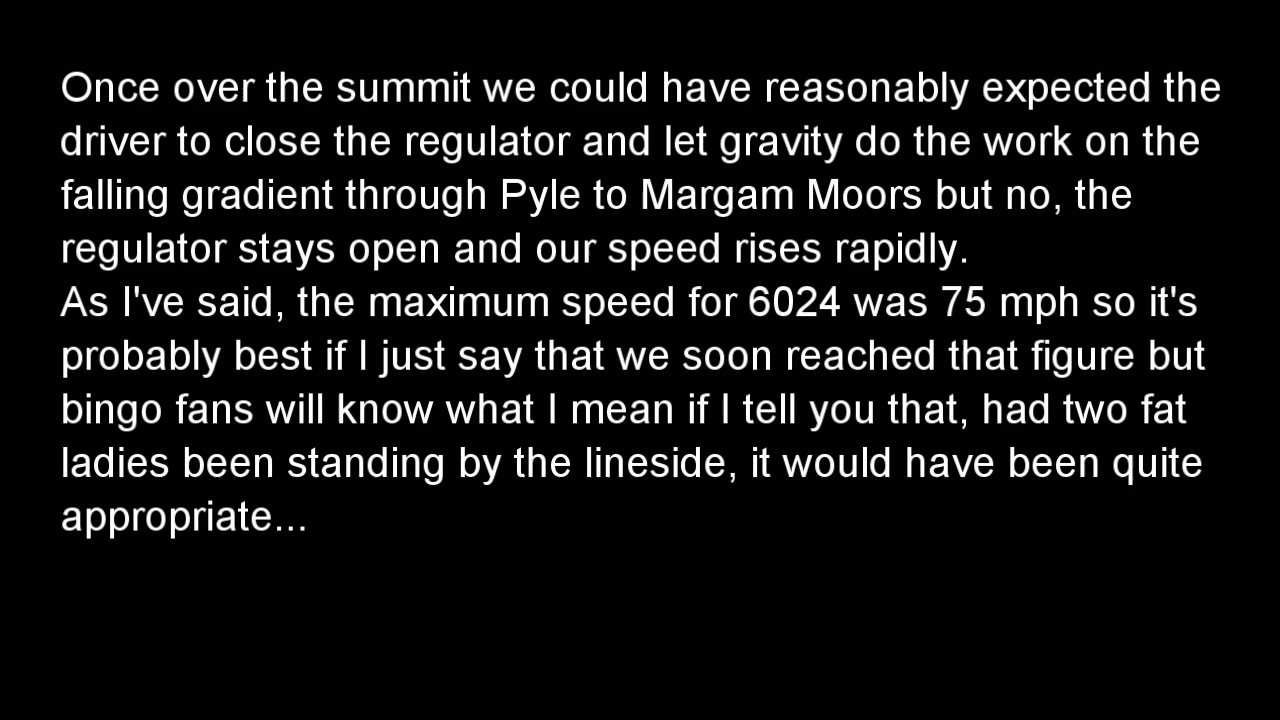 Once over the summit we could have reasonably expected the
driver to close the regulator and let gravity do the work on the
falling gradient through Pyle to Margam Moors but no, the
regulator stays open and our speed rises rapidly.
As I've said, the maximum speed for 6024 was 75 mph so it's
probably best if I just say that we soon reached that figure but
bingo fans will know what I mean if I tell you that, had two fat
ladies been standing by the lineside, it would have been quite
appropriate...